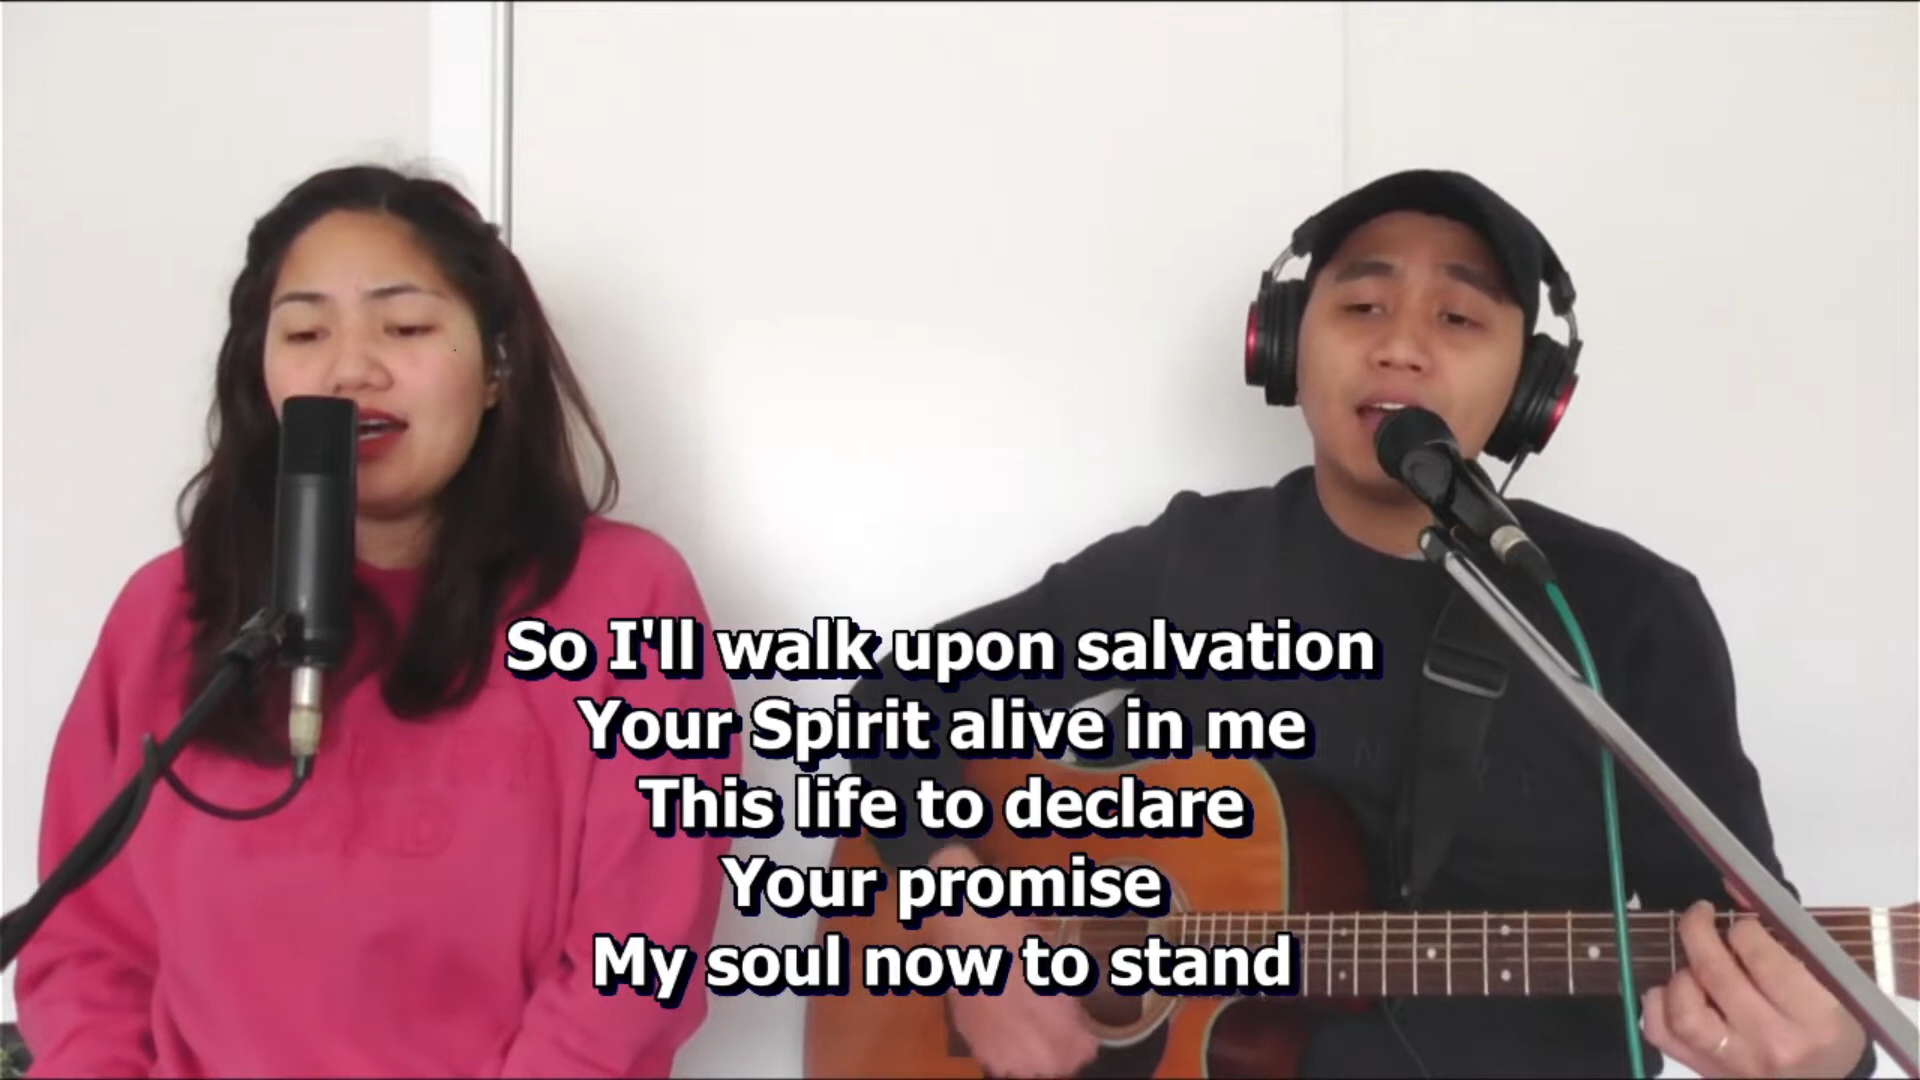 So I'll walk upon salvation
Your Spirit alive in me
This life to declare
Your promise
My soul now to stand